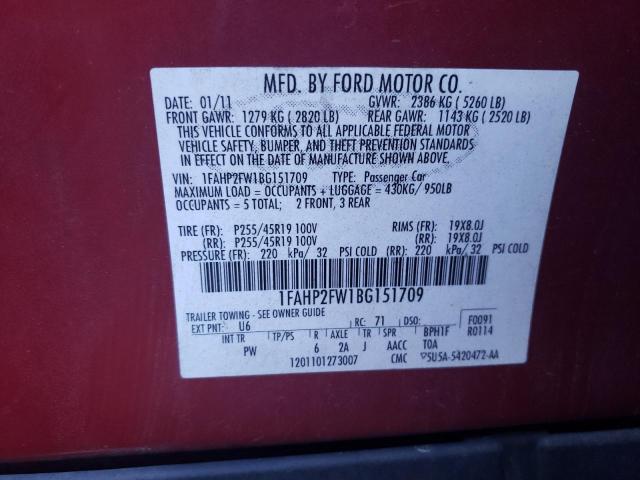 MFD. BY FORD MOTOR CO.
DATE: 01/11 GVWR: 2386 KG ( 5260 LB)
FRONT GAWR: 1279 KG ( 2820 LB) REAR GAWR: 1143 KG ( 2520 LB)
THIS VEHICLE CONFORMS TO ALL APPLICABLE FEDERAL MOTOR
VEHICLE SAFETY, BUMPER, AND THEFT PREVENTION STANDARDS
IN EFFECT ON THE DATE OF MANUFACTURE SHOWN ABOVE.
VIN: 1FAHP2FW1BG151709 TYPE: Passenger Car
MAXIMUM LOAD = OCCUPANTS + LUGGAGE = 430KG/ 950LB
OCCUPANTS = 5 TOTAL; 2 FRONT, 3 REAR
TIRE (FR): P255/45R19 100V RIMS (FR): 19X8.0J
(RR): P255/45R19 100V (RR): 19X8.0J
PRESSURE (FR): 220 kPa/ 32 PSI COLD (RR): 220 kPa/ 32 PSI COLD
1FAHP2FW1BG151709
TRAILER TOWING - SEE OWNER GUIDE
EXT PNT: U6 RC: 71 DSO: F0091
INT TR TP/PS R AXLE TR SPR BPH1F R0114
PW 6 2A J AACC TOA
1201101273007 CMC ▽5U5A-5420472-AA